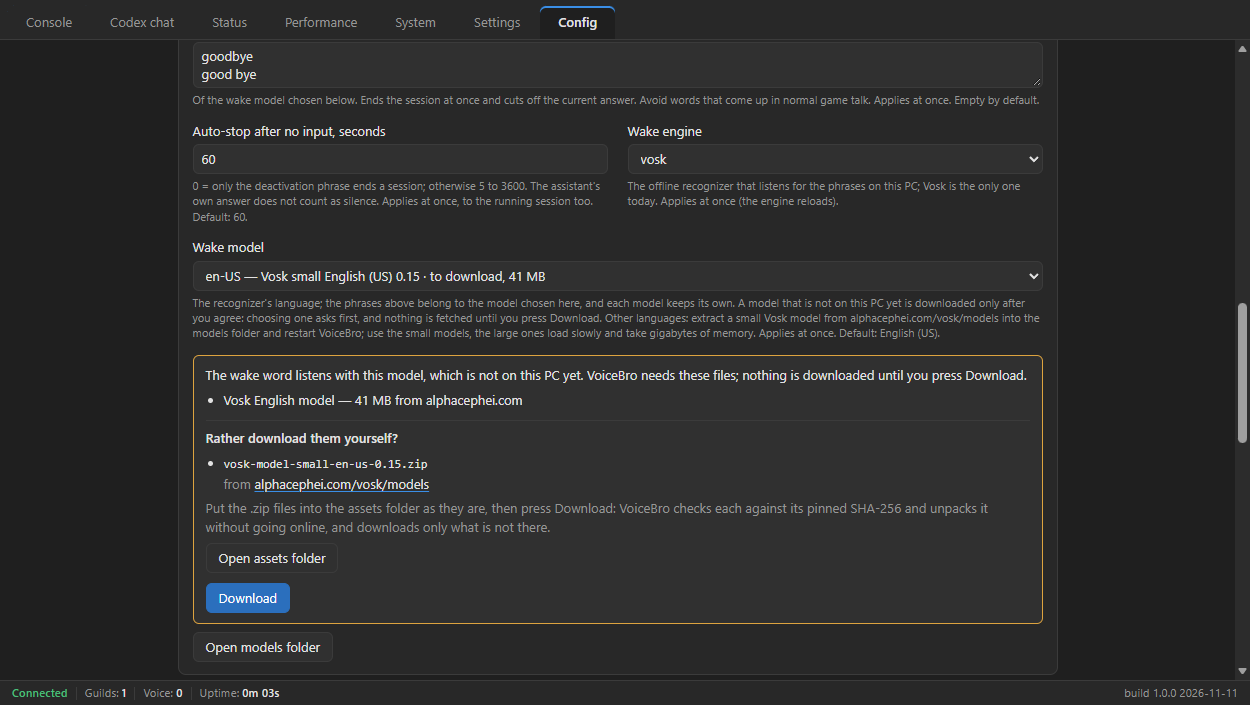 Console Codex chat Status Performance System Settings Config
goodbye
good bye
Of the wake model chosen below. Ends the session at once and cuts off the current answer. Avoid words that come up in normal game talk. Applies at once. Empty by default.
Auto-stop after no input, seconds
60
0 = only the deactivation phrase ends a session; otherwise 5 to 3600. The assistant's
own answer does not count as silence. Applies at once, to the running session too.
Default: 60.
Wake engine
vosk
The offline recognizer that listens for the phrases on this PC; Vosk is the only one
today. Applies at once (the engine reloads).
Wake model
en-US — Vosk small English (US) 0.15 · to download, 41 MB
The recognizer's language; the phrases above belong to the model chosen here, and each model keeps its own. A model that is not on this PC yet is downloaded only after
you agree: choosing one asks first, and nothing is fetched until you press Download. Other languages: extract a small Vosk model from alphacephei.com/vosk/models into the
models folder and restart VoiceBro; use the small models, the large ones load slowly and take gigabytes of memory. Applies at once. Default: English (US).
The wake word listens with this model, which is not on this PC yet. VoiceBro needs these files; nothing is downloaded until you press Download.
• Vosk English model — 41 MB from alphacephei.com
Rather download them yourself?
• vosk-model-small-en-us-0.15.zip
from alphacephei.com/vosk/models
Put the .zip files into the assets folder as they are, then press Download: VoiceBro checks each against its pinned SHA-256 and unpacks it
without going online, and downloads only what is not there.
Open assets folder
Download
Open models folder
Connected Guilds: 1 Voice: 0 Uptime: 0m 03s build 1.0.0 2026-11-11